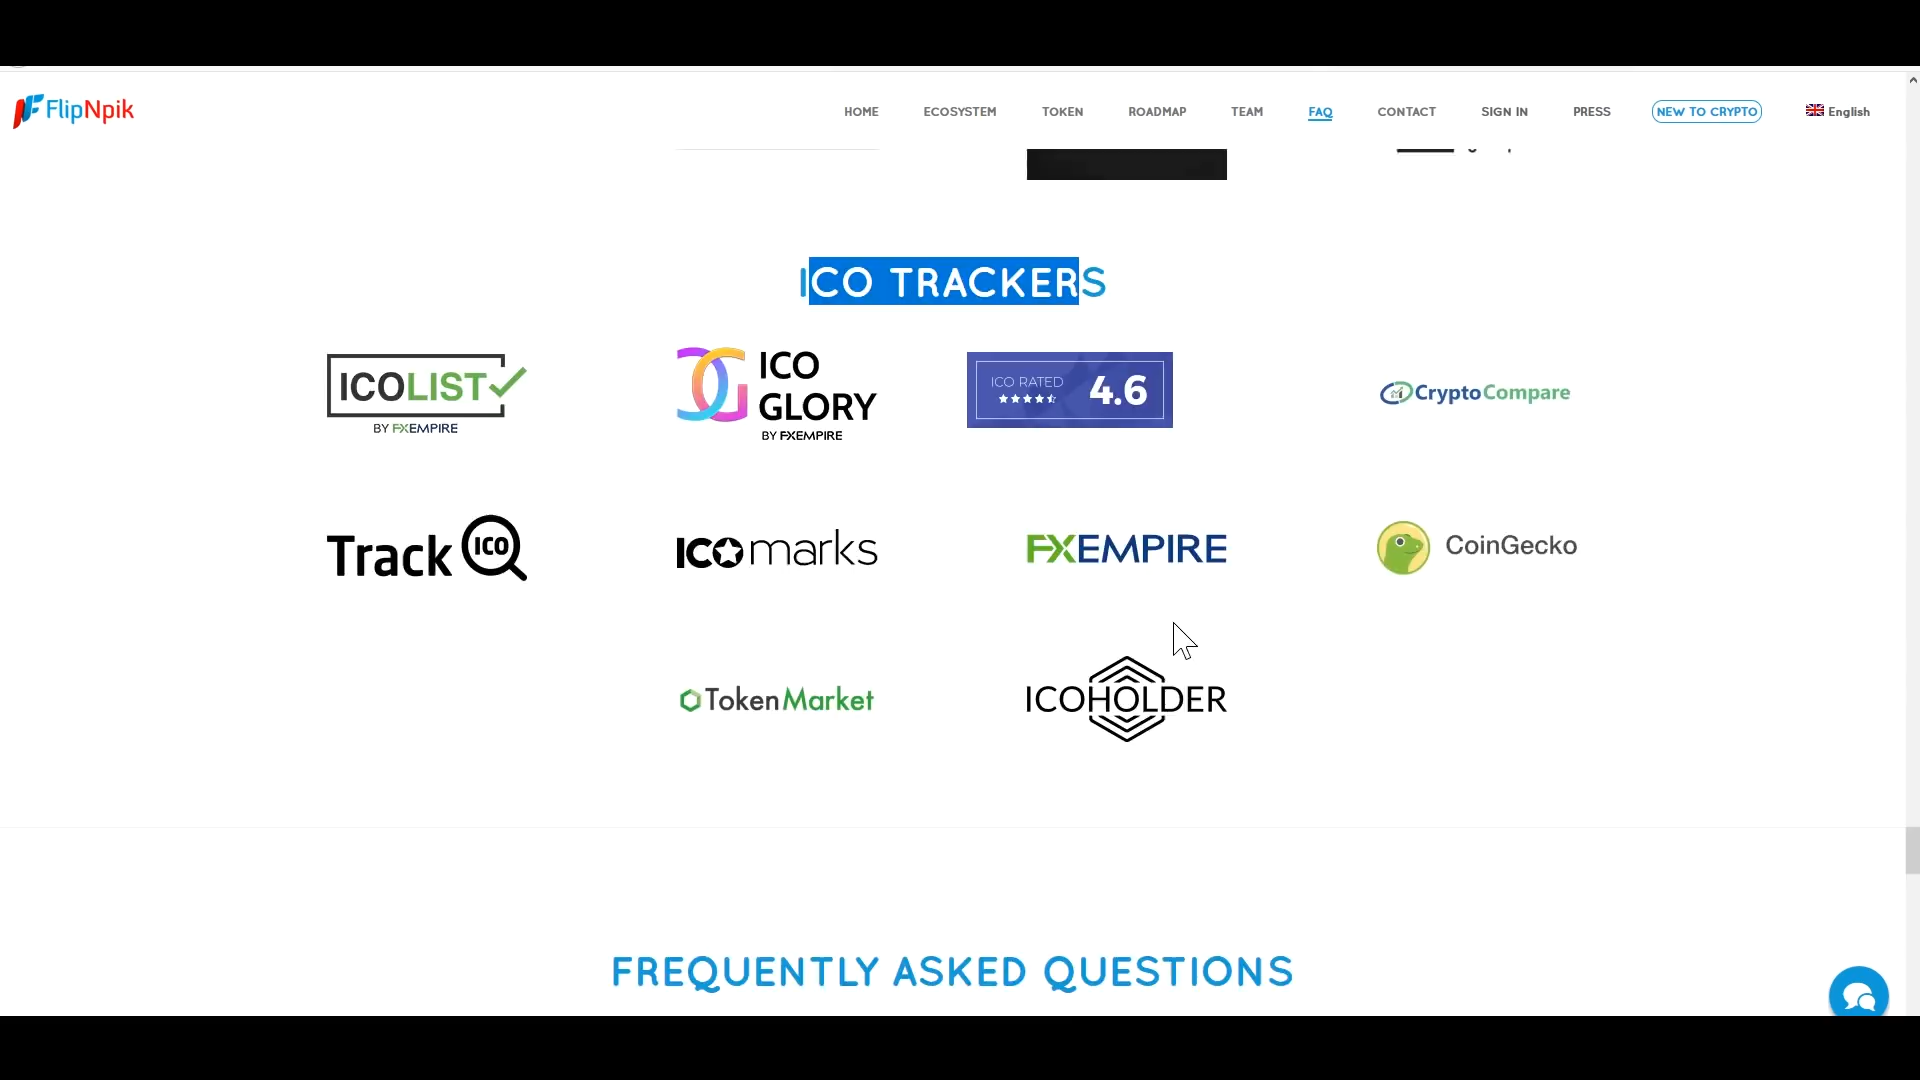 FlipNpik
HOME ECOSYSTEM TOKEN ROADMAP TEAM FAQ CONTACT SIGN IN PRESS NEW TO CRYPTO English
ICO TRACKERS
ICOLIST
BY FXEMPIRE
ICO
GLORY
BY FXEMPIRE
ICO RATED
4.6
CryptoCompare
Track ICO
ICOmarks
FXEMPIRE
CoinGecko
TokenMarket
ICOHOLDER
FREQUENTLY ASKED QUESTIONS